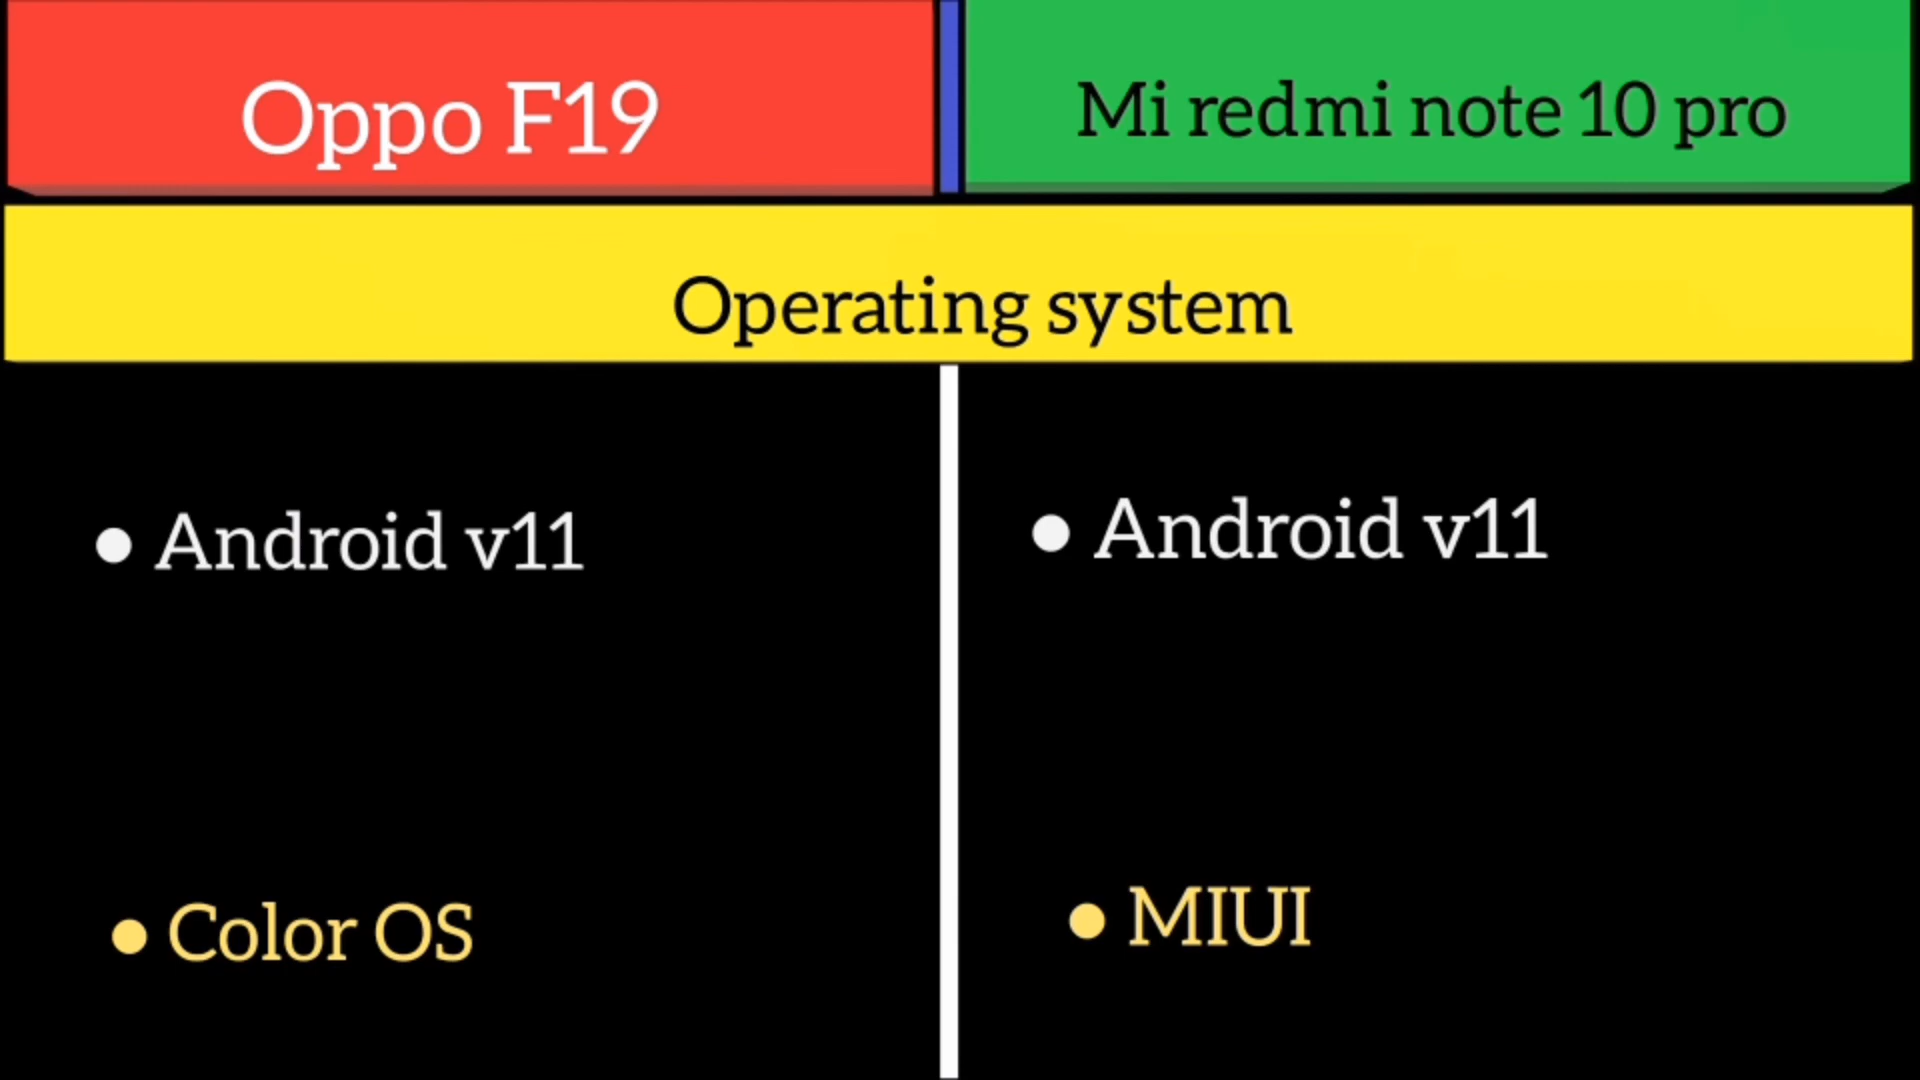 Oppo F19
Mi redmi note 10 pro
Operating system
• Android v11
• Android v11
• Color OS
• MIUI